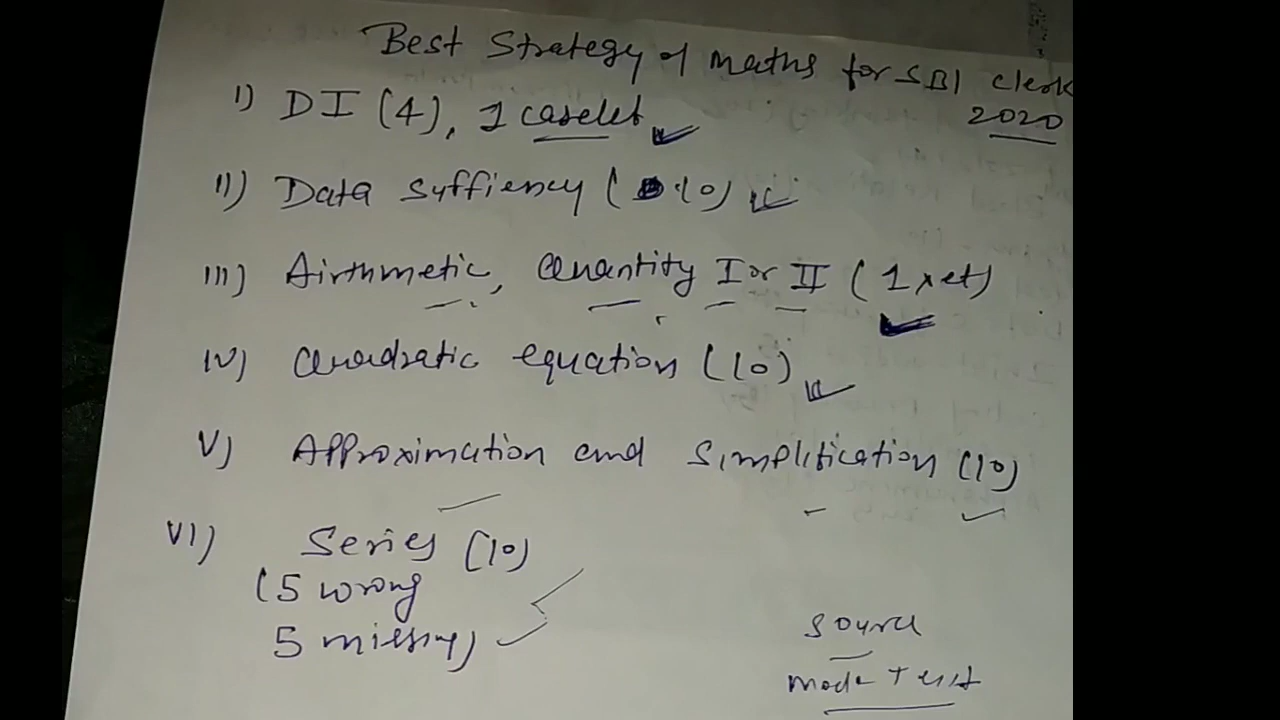 Best Strategy of Maths for SBI Clerk
2020
I) DI (4), 1 caselet
II) Data Suffiency (10)
III) Airthmetic, Quantity I or II (1 set)
IV) Quadratic equation (10)
V) Approximation and Simplification (10)
VI) Series (10)
(5 wrong
5 missing)
Source
Mock Test